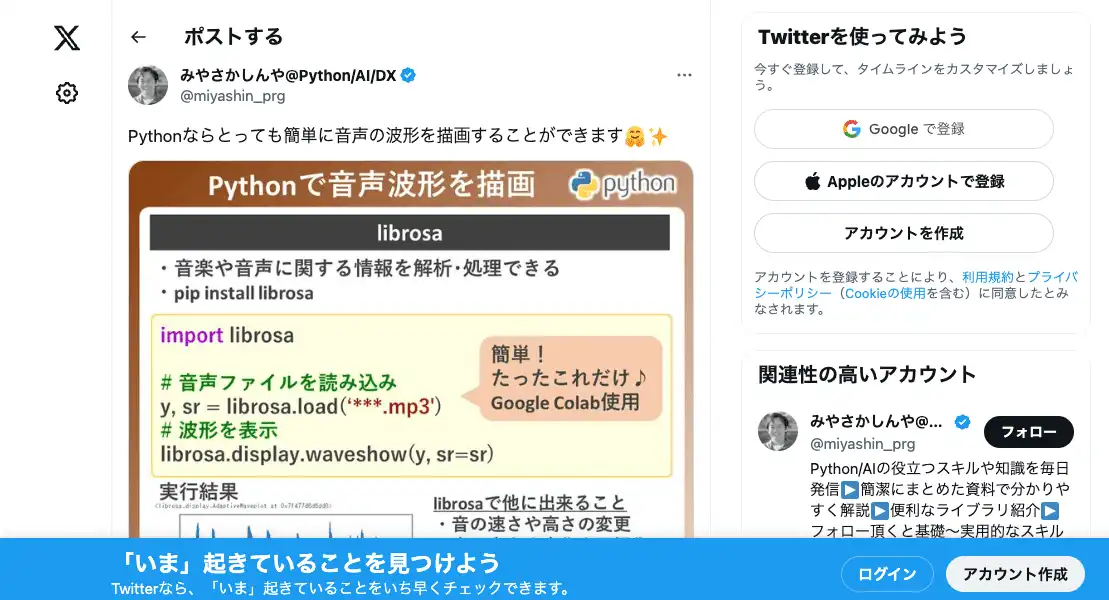 ポストする
みやさかしんや@Python/AI/DX
@miyashin_prg
Pythonならとっても簡単に音声の波形を描画することができます🤗✨
Pythonで音声波形を描画
python
librosa
・音楽や音声に関する情報を解析･処理できる
・pip install librosa
import librosa
# 音声ファイルを読み込み
y, sr = librosa.load(‘***.mp3')
# 波形を表示
librosa.display.waveshow(y, sr=sr)
簡単！
たったこれだけ♪
Google Colab使用
実行結果
librosaで他に出来ること
・音の速さや高さの変更
Twitterを使ってみよう
今すぐ登録して、タイムラインをカスタマイズしましょ
う。
Google で登録
Appleのアカウントで登録
アカウントを作成
アカウントを登録することにより、利用規約とプライバ
シーポリシー（Cookieの使用を含む）に同意したとみ
なされます。
関連性の高いアカウント
みやさかしんや@...
@miyashin_prg
フォロー
Python/AIの役立つスキルや知識を毎日
発信▶️簡潔にまとめた資料で分かりや
すく解説▶️便利なライブラリ紹介▶️
フォロー頂くと基礎〜実用的なスキル
「いま」起きていることを見つけよう
Twitterなら、「いま」起きていることをいち早くチェックできます。
ログイン
アカウント作成